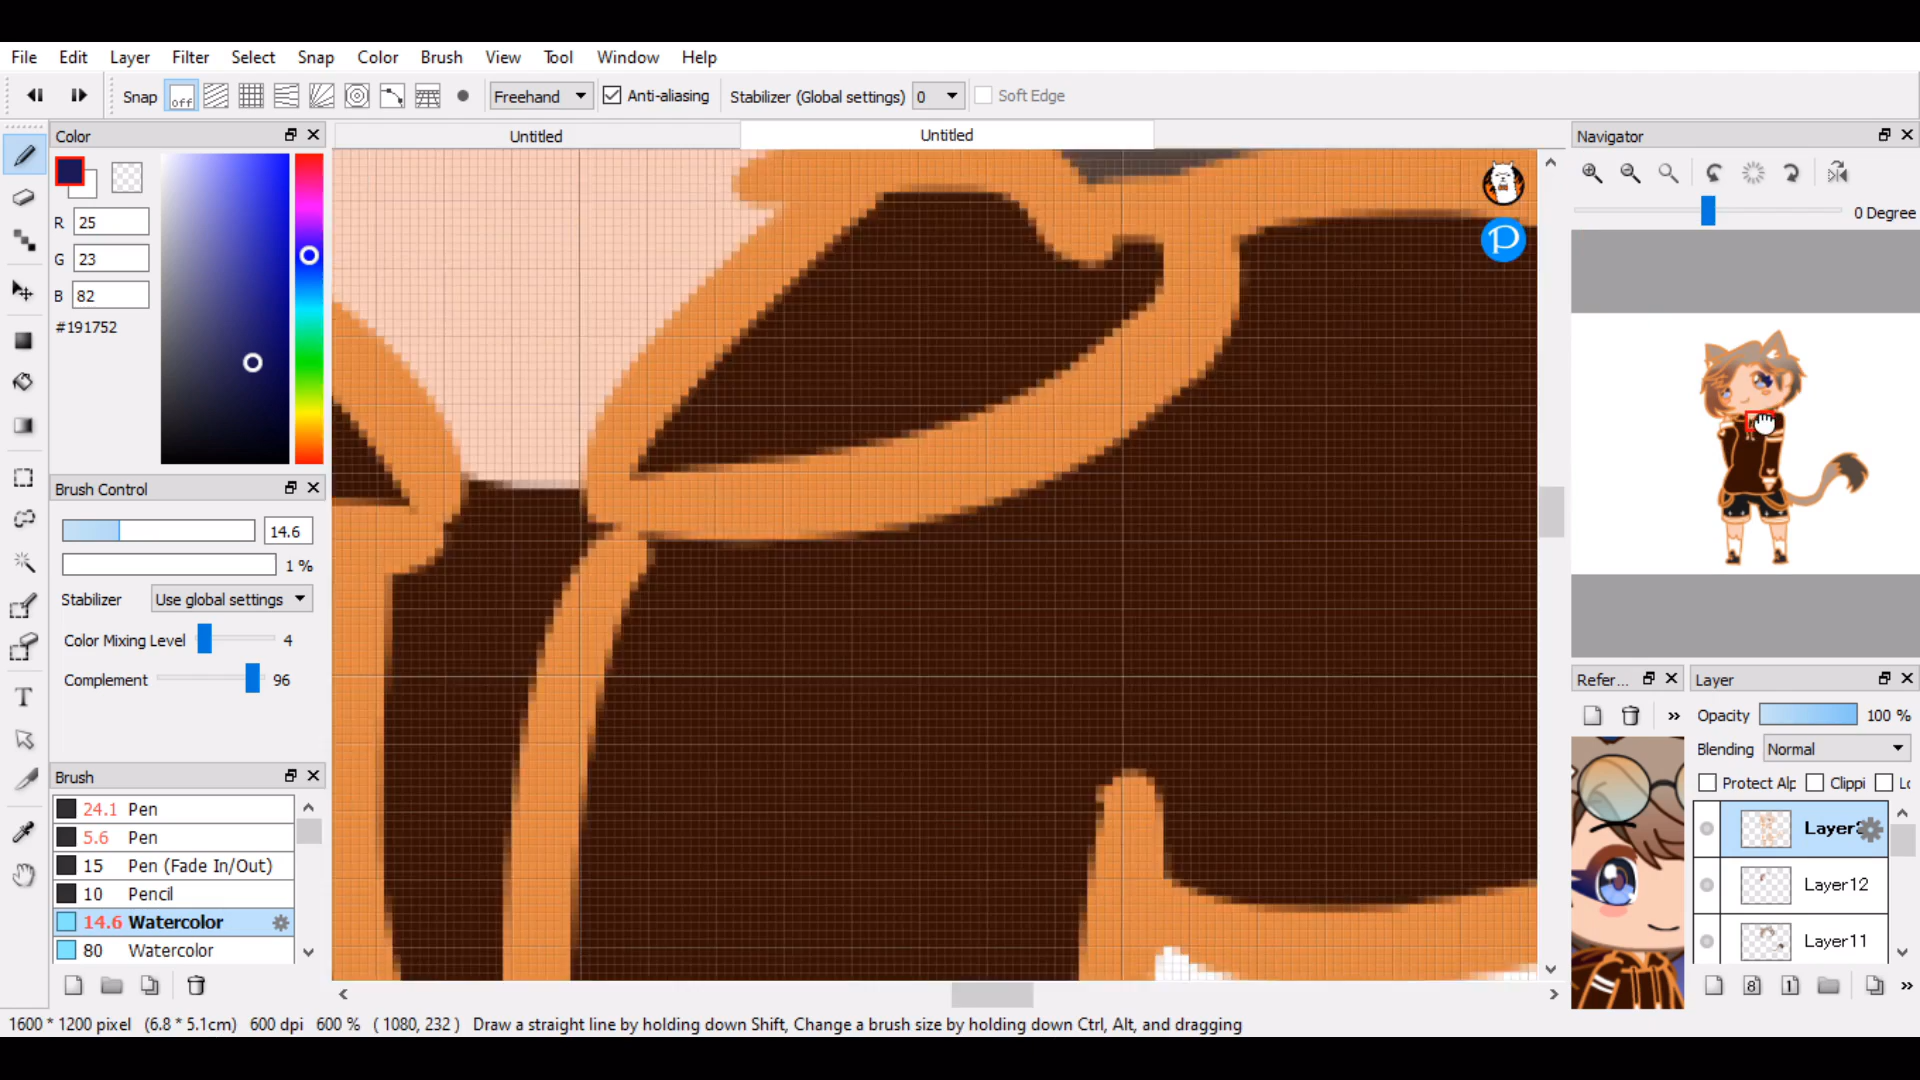 File Edit Layer Filter Select Snap Color Brush View Tool Window Help
Snap off Freehand Anti-aliasing Stabilizer (Global settings) 0 Soft Edge
Color
Untitled
Untitled
Navigator
R 25
G 23
B 82
#191752
0 Degree
P
Brush Control
14.6
1 %
Stabilizer Use global settings
Color Mixing Level 4
Complement 96
Refer...
Layer
Opacity 100 %
Blending Normal
Protect Alp Clippi Lo
Layer
Layer12
Layer11
Brush
24.1 Pen
5.6 Pen
15 Pen (Fade In/Out)
10 Pencil
14.6 Watercolor
80 Watercolor
8 1
1600 * 1200 pixel (6.8 * 5.1cm) 600 dpi 600 % ( 1080, 232 ) Draw a straight line by holding down Shift, Change a brush size by holding down Ctrl, Alt, and dragging